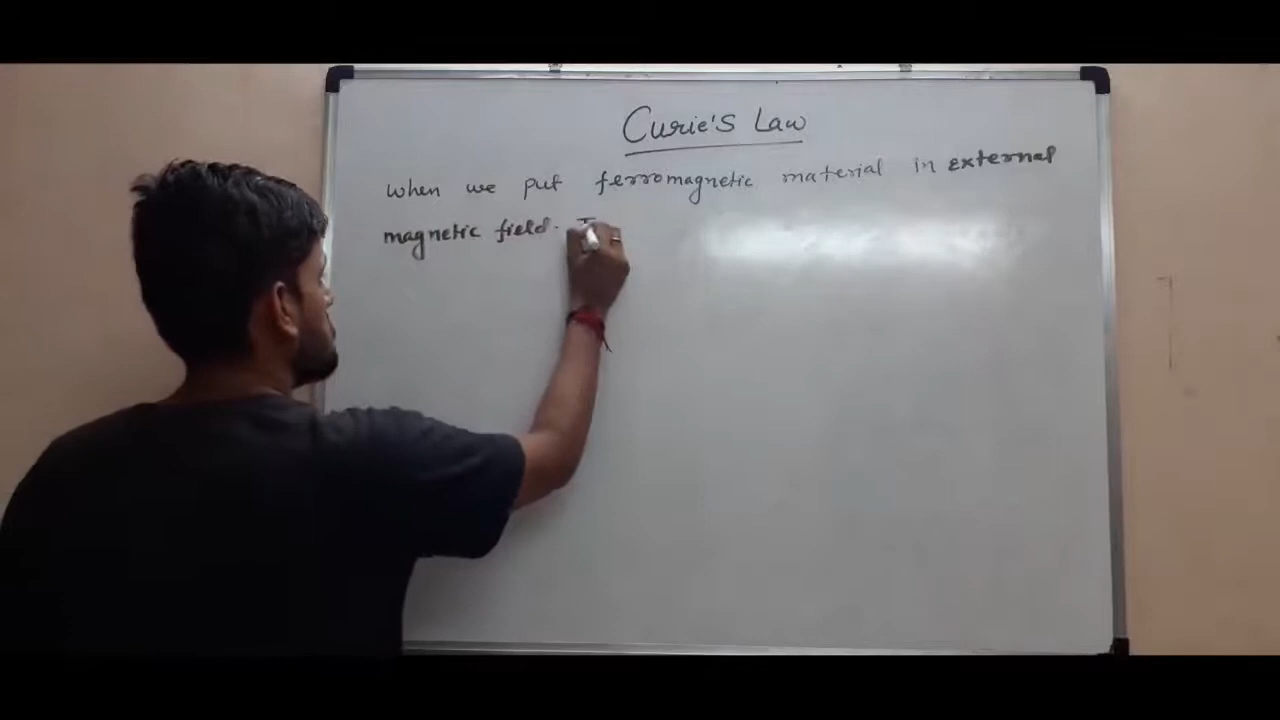 Curie's Law
When we put ferromagnetic material in external
magnetic field.